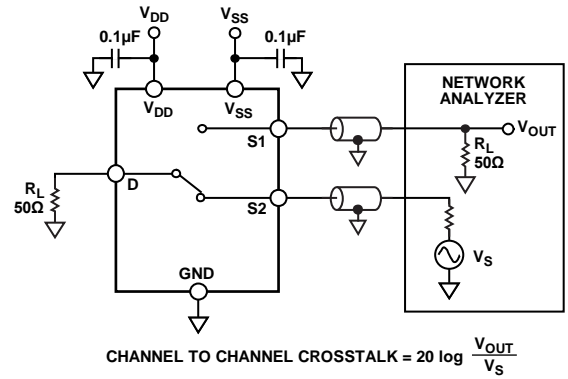 VDD
VSS
0.1µF
0.1µF
VDD
VSS
NETWORK
ANALYZER
VOUT
S1
RL
50Ω
RL
50Ω
D
S2
VS
GND
CHANNEL TO CHANNEL CROSSTALK = 20 log VOUT
VS